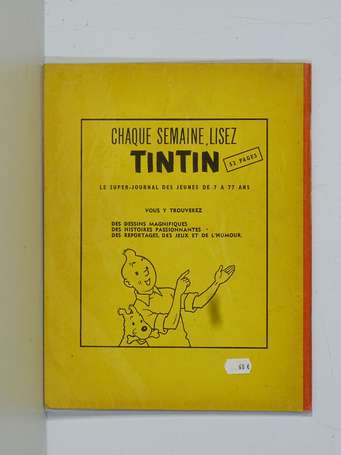 CHAQUE SEMAINE, LISEZ
TINTIN
52 PAGES
LE SUPER-JOURNAL DES JEUNES DE 7 A 77 ANS
VOUS Y TROUVEREZ
DES DESSINS MAGNIFIQUES
DES HISTOIRES PASSIONNANTES
DES REPORTAGES, DES JEUX ET DE L'HUMOUR.
60 €